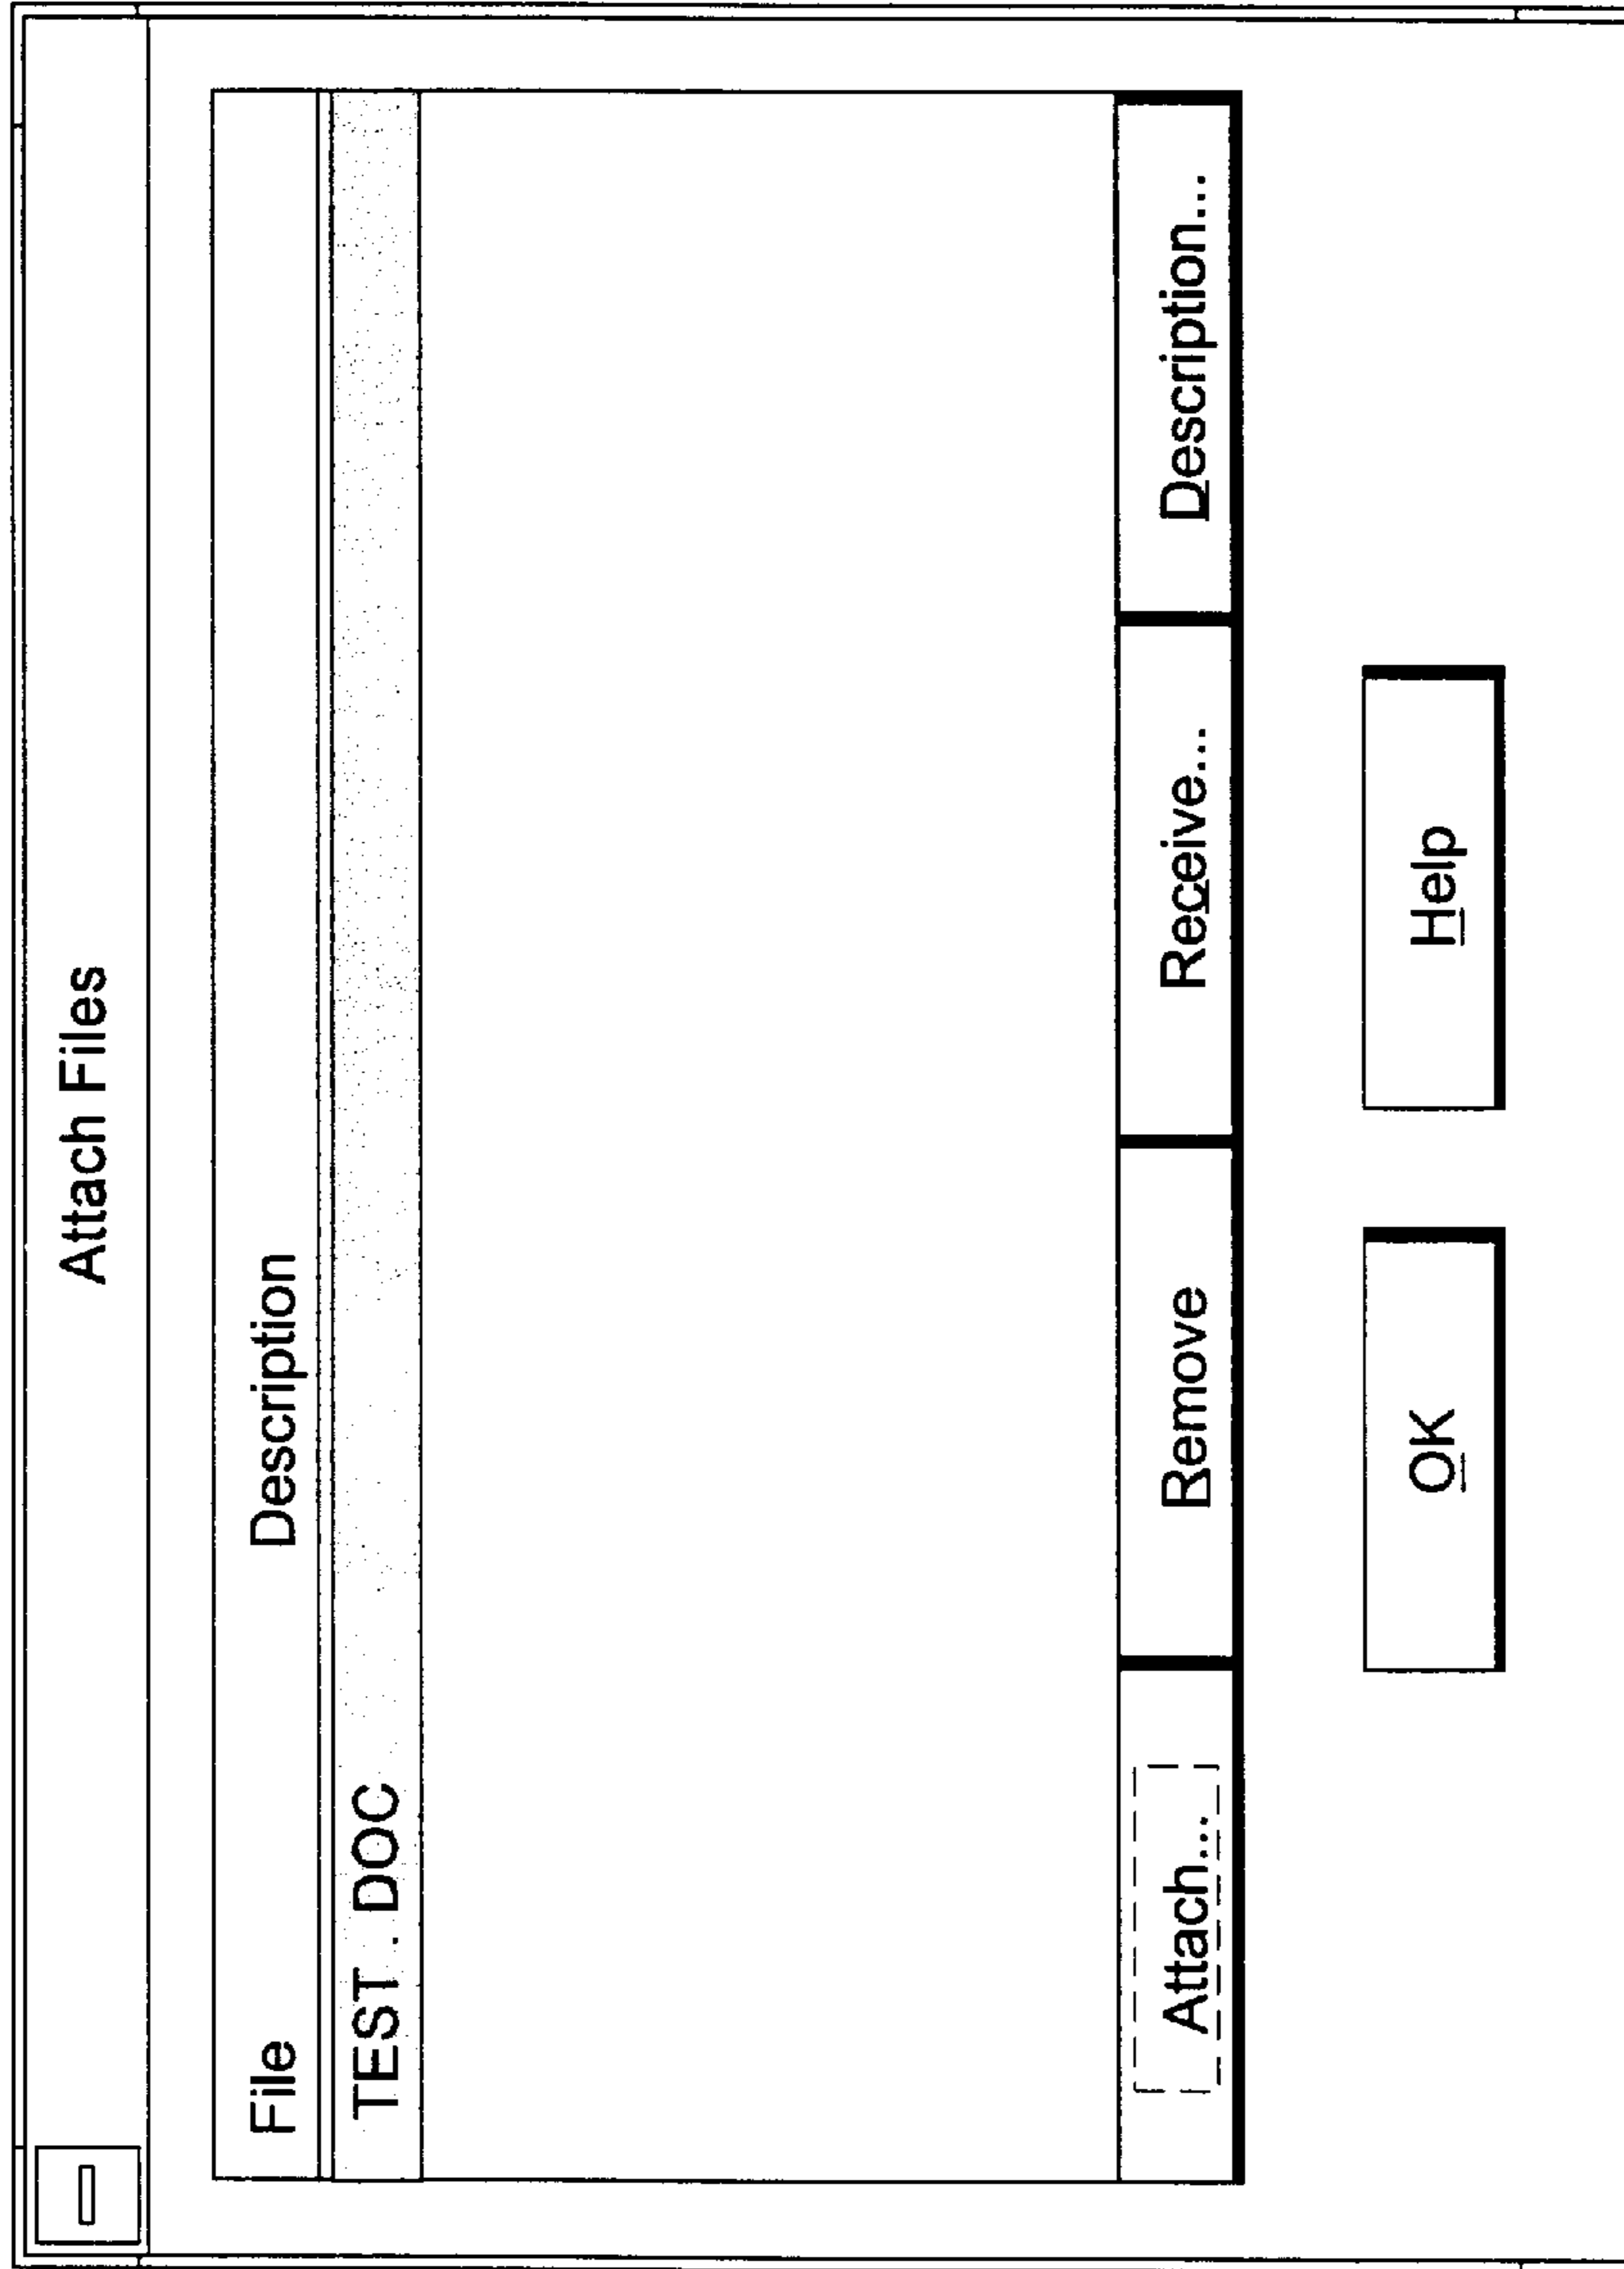 Attach Files
File Description
TEST . DOC
Attach... Remove Receive... Description...
OK Help